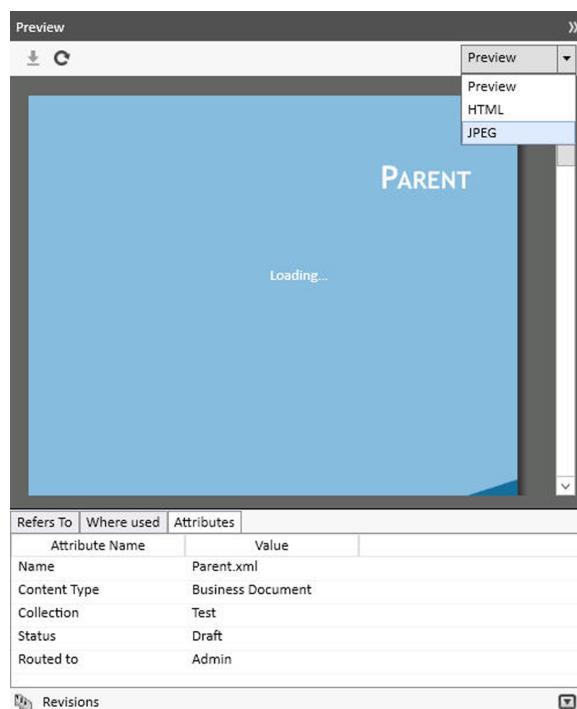 Preview
Preview
Preview
HTML
JPEG
PARENT
Loading...
Refers To Where used Attributes
Attribute Name Value
Name Parent.xml
Content Type Business Document
Collection Test
Status Draft
Routed to Admin
Revisions